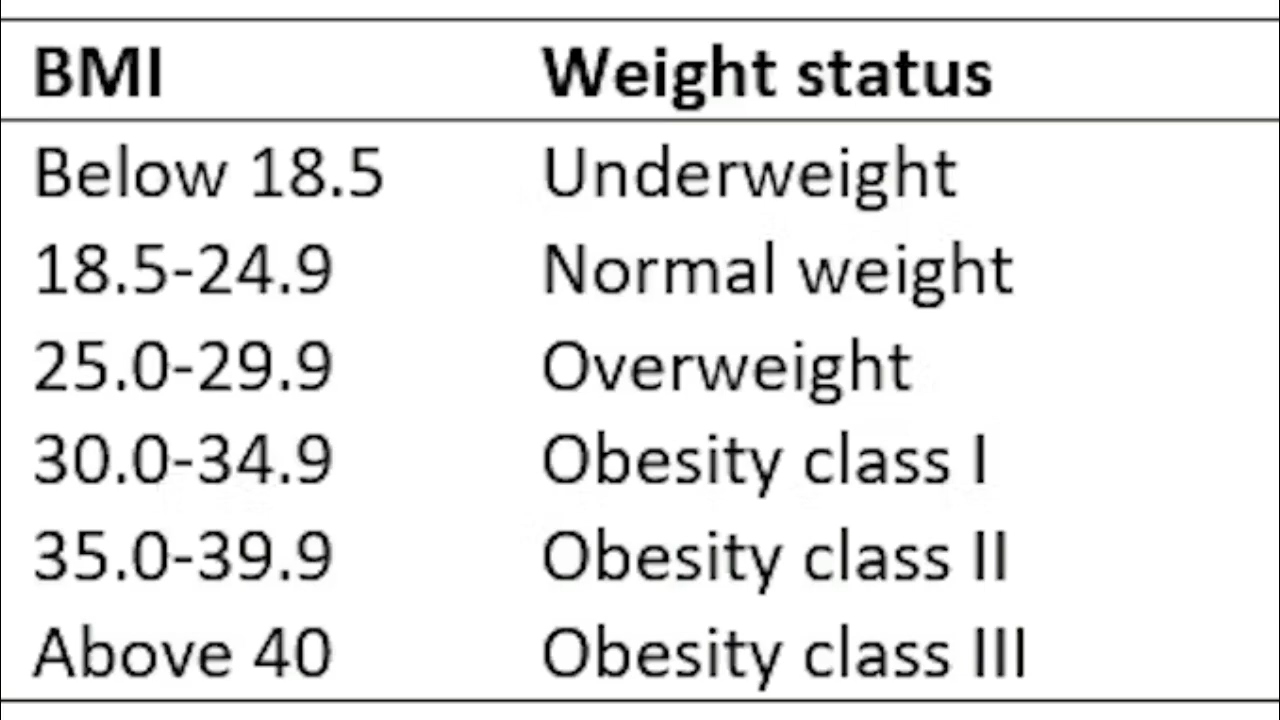 BMI Weight status
Below 18.5 Underweight
18.5-24.9 Normal weight
25.0-29.9 Overweight
30.0-34.9 Obesity class I
35.0-39.9 Obesity class II
Above 40 Obesity class III